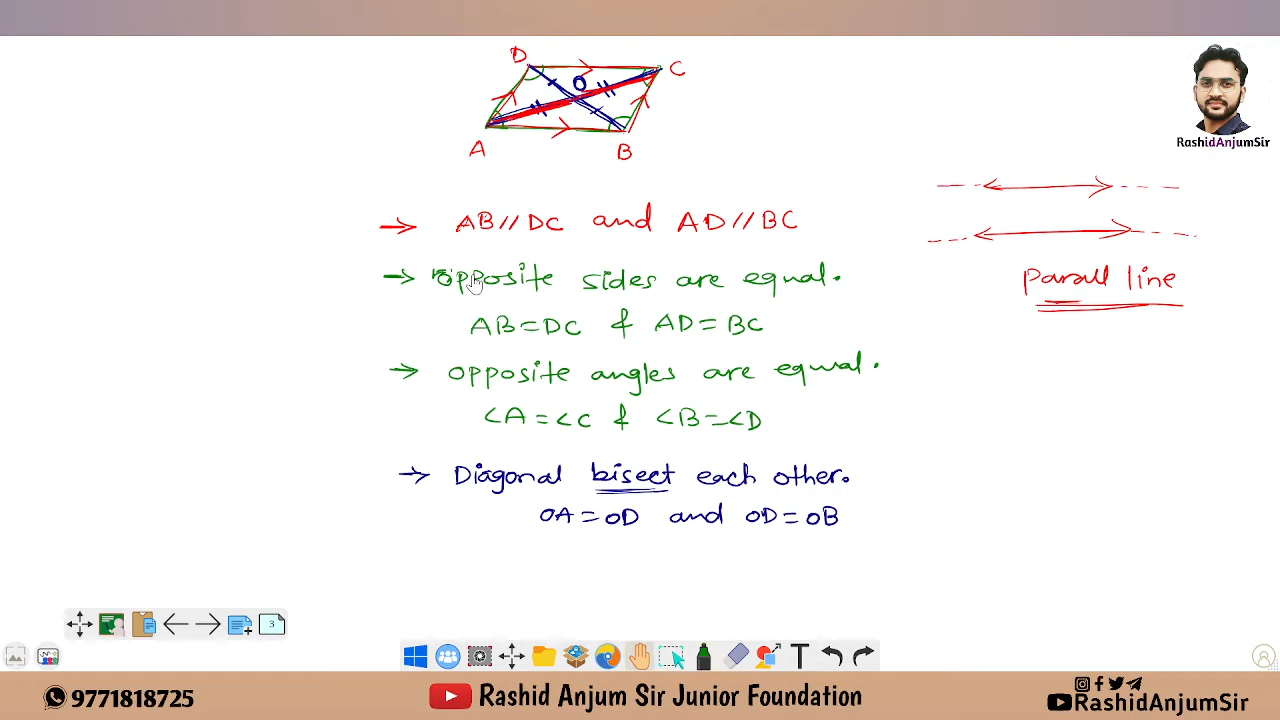 D
C
O
A
B
RashidAnjumSir
→ AB//DC and AD//BC
→ opposite sides are equal.
AB=DC & AD=BC
parall line
→ opposite angles are equal.
∠A=∠C & ∠B=∠D
→ Diagonal bisect each other.
OA=OD and OD=OB
3
T
9771818725
Rashid Anjum Sir Junior Foundation
RashidAnjumSir